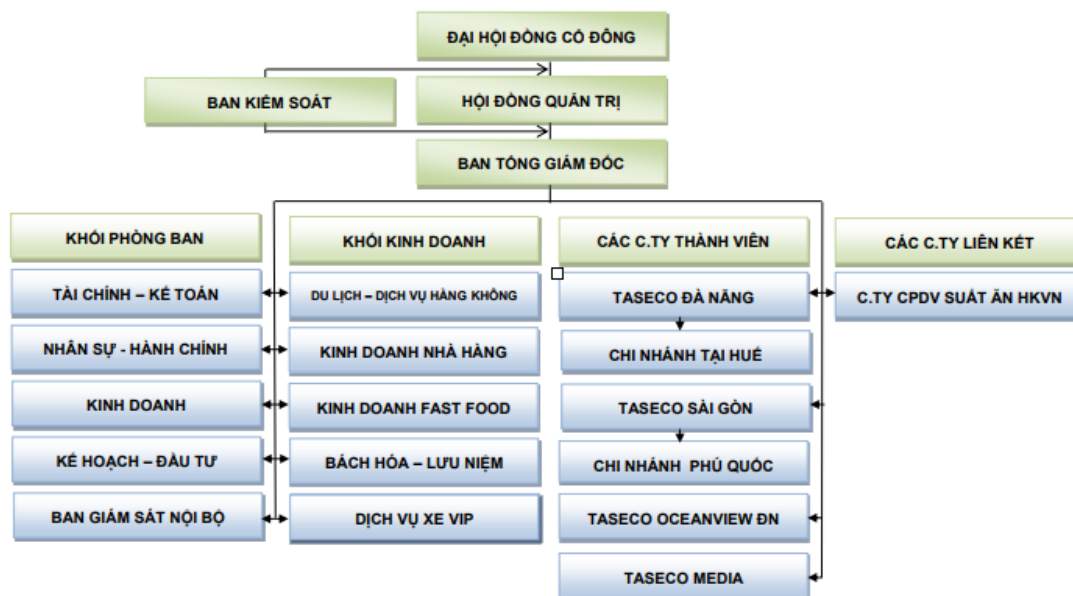 ĐẠI HỘI ĐỒNG CỔ ĐÔNG
BAN KIỂM SOÁT
HỘI ĐỒNG QUẢN TRỊ
BAN TỔNG GIÁM ĐỐC
KHỐI PHÒNG BAN
KHỐI KINH DOANH
CÁC C.TY THÀNH VIÊN
CÁC C.TY LIÊN KẾT
TÀI CHÍNH – KẾ TOÁN
DU LỊCH – DỊCH VỤ HÀNG KHÔNG
TASECO ĐÀ NẴNG
C.TY CPDV SUẤT ĂN HKVN
NHÂN SỰ - HÀNH CHÍNH
KINH DOANH NHÀ HÀNG
CHI NHÁNH TẠI HUẾ
KINH DOANH
KINH DOANH FAST FOOD
TASECO SÀI GÒN
KẾ HOẠCH – ĐẦU TƯ
BÁCH HÓA – LƯU NIỆM
CHI NHÁNH PHÚ QUỐC
BAN GIÁM SÁT NỘI BỘ
DỊCH VỤ XE VIP
TASECO OCEANVIEW ĐN
TASECO MEDIA